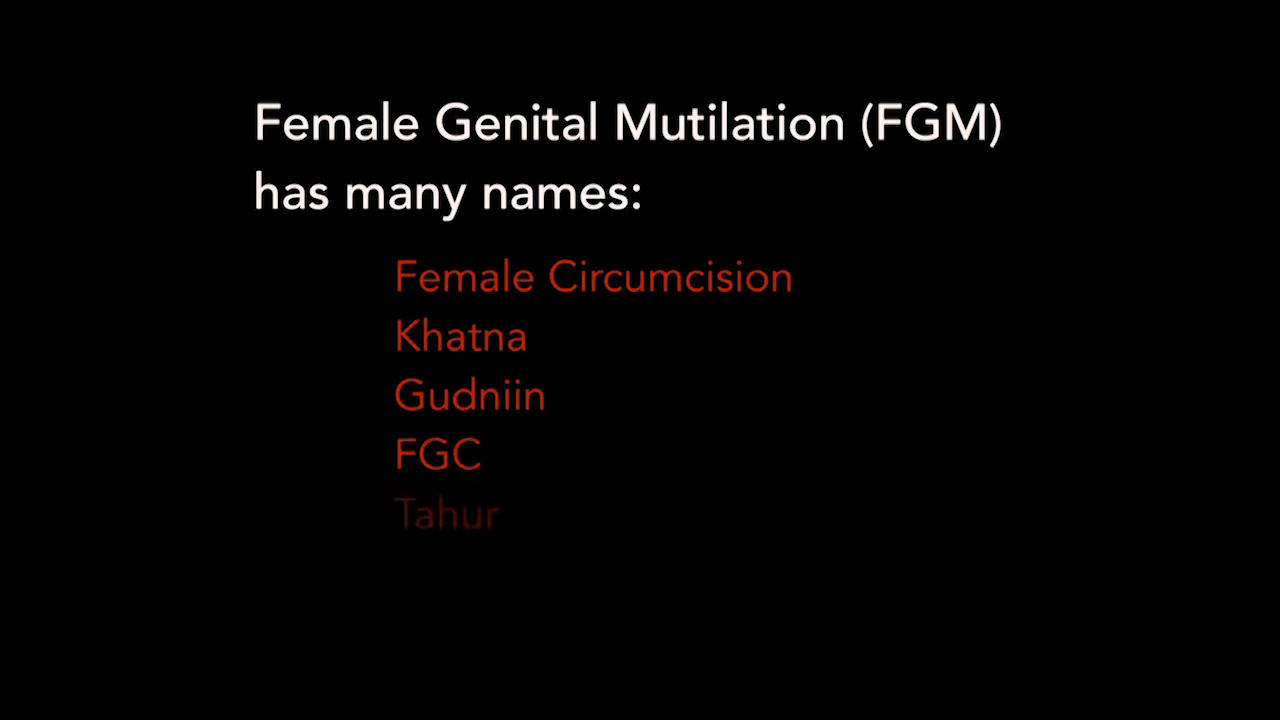 Female Genital Mutilation (FGM)
has many names:
Female Circumcision
Khatna
Gudniin
FGC
Tahur